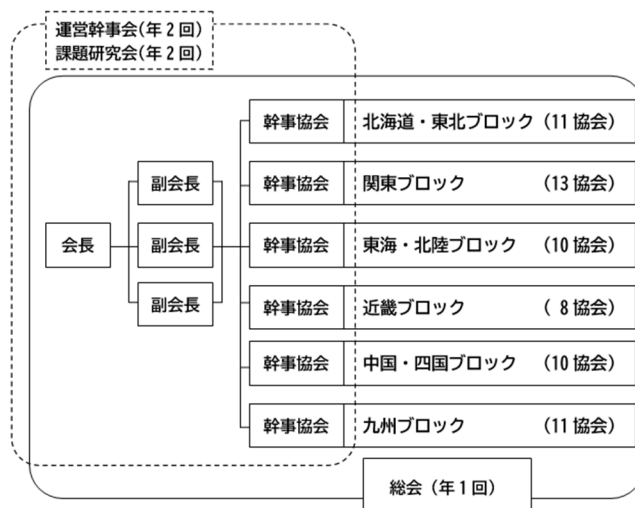 運営幹事会(年2回)
課題研究会(年2回)
幹事協会 北海道・東北ブロック (11協会)
副会長 幹事協会 関東ブロック (13協会)
会長 副会長 幹事協会 東海・北陸ブロック (10協会)
副会長 幹事協会 近畿ブロック ( 8協会)
幹事協会 中国・四国ブロック (10協会)
幹事協会 九州ブロック (11協会)
総会 (年1回)